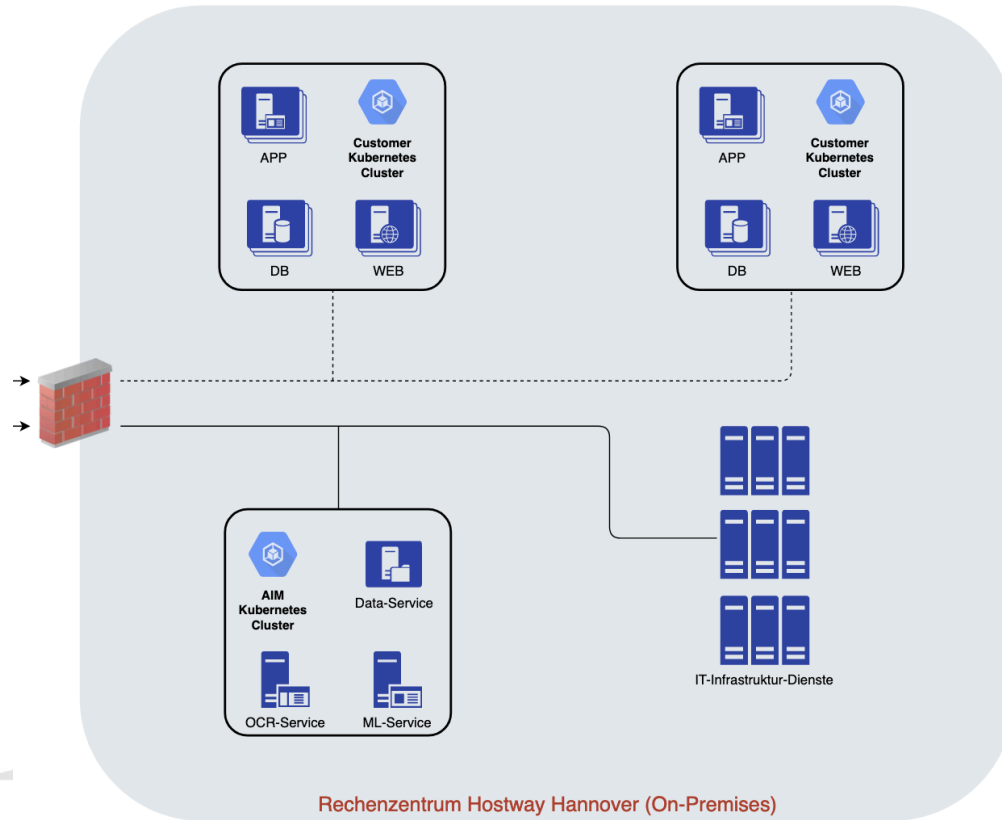 APP
Customer
Kubernetes
Cluster
DB
WEB
APP
Customer
Kubernetes
Cluster
DB
WEB
AIM
Kubernetes
Cluster
Data-Service
OCR-Service
ML-Service
IT-Infrastruktur-Dienste
Rechenzentrum Hostway Hannover (On-Premises)